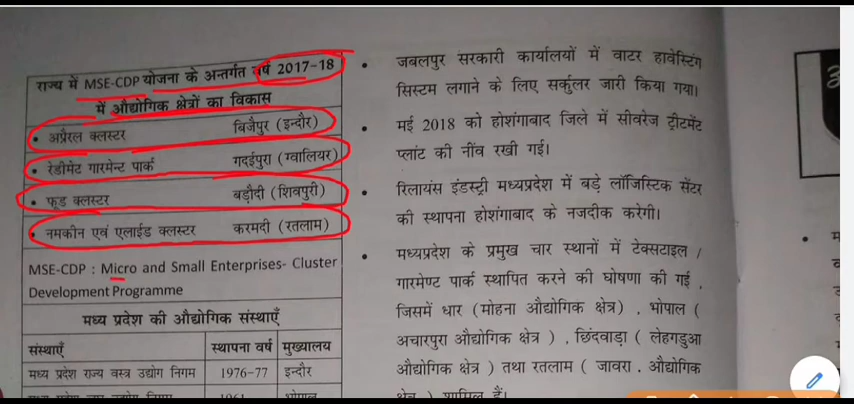 राज्य में MSE-CDP योजना के अन्तर्गत वर्ष 2017-18
में औद्योगिक क्षेत्रों का विकास
• अप्रैरल क्लस्टर बिजैपुर (इन्दौर)
• रेडीमेट गारमेन्ट पार्क गदईपुरा (ग्वालियर)
• फूड क्लस्टर बड़ौदी (शिवपुरी)
• नमकीन एवं एलाईड क्लस्टर करमदी (रतलाम)
MSE-CDP : Micro and Small Enterprises- Cluster
Development Programme
मध्य प्रदेश की औद्योगिक संस्थाएँ
संस्थाएँ स्थापना वर्ष मुख्यालय
मध्य प्रदेश राज्य वस्त्र उद्योग निगम 1976-77 इन्दौर
1961 भोपाल
• जबलपुर सरकारी कार्यालयों में वाटर हावेस्टिंग
सिस्टम लगाने के लिए सर्कुलर जारी किया गया।
• मई 2018 को होशंगाबाद जिले में सीवरेज ट्रीटमेंट
प्लांट की नींव रखी गई।
• रिलायंस इंडस्ट्री मध्यप्रदेश में बड़े लॉजिस्टिक सेंटर
की स्थापना होशंगाबाद के नजदीक करेगी।
• मध्यप्रदेश के प्रमुख चार स्थानों में टेक्सटाइल /
गारमेण्ट पार्क स्थापित करने की घोषणा की गई ,
जिसमें धार (मोहना औद्योगिक क्षेत्र) , भोपाल (
अचारपुरा औद्योगिक क्षेत्र ) , छिंदवाड़ा ( लेहगडुआ
औद्योगिक क्षेत्र ) तथा रतलाम ( जावरा . औद्योगिक
क्षेत्र ) शामिल हैं।